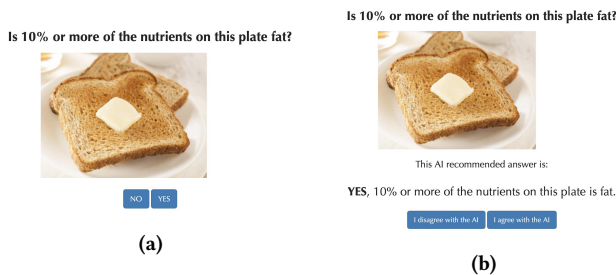 Is 10% or more of the nutrients on this plate fat?
NO YES
(a)
Is 10% or more of the nutrients on this plate fat?
This AI recommended answer is:
YES, 10% or more of the nutrients on this plate is fat.
I disagree with the AI I agree with the AI
(b)